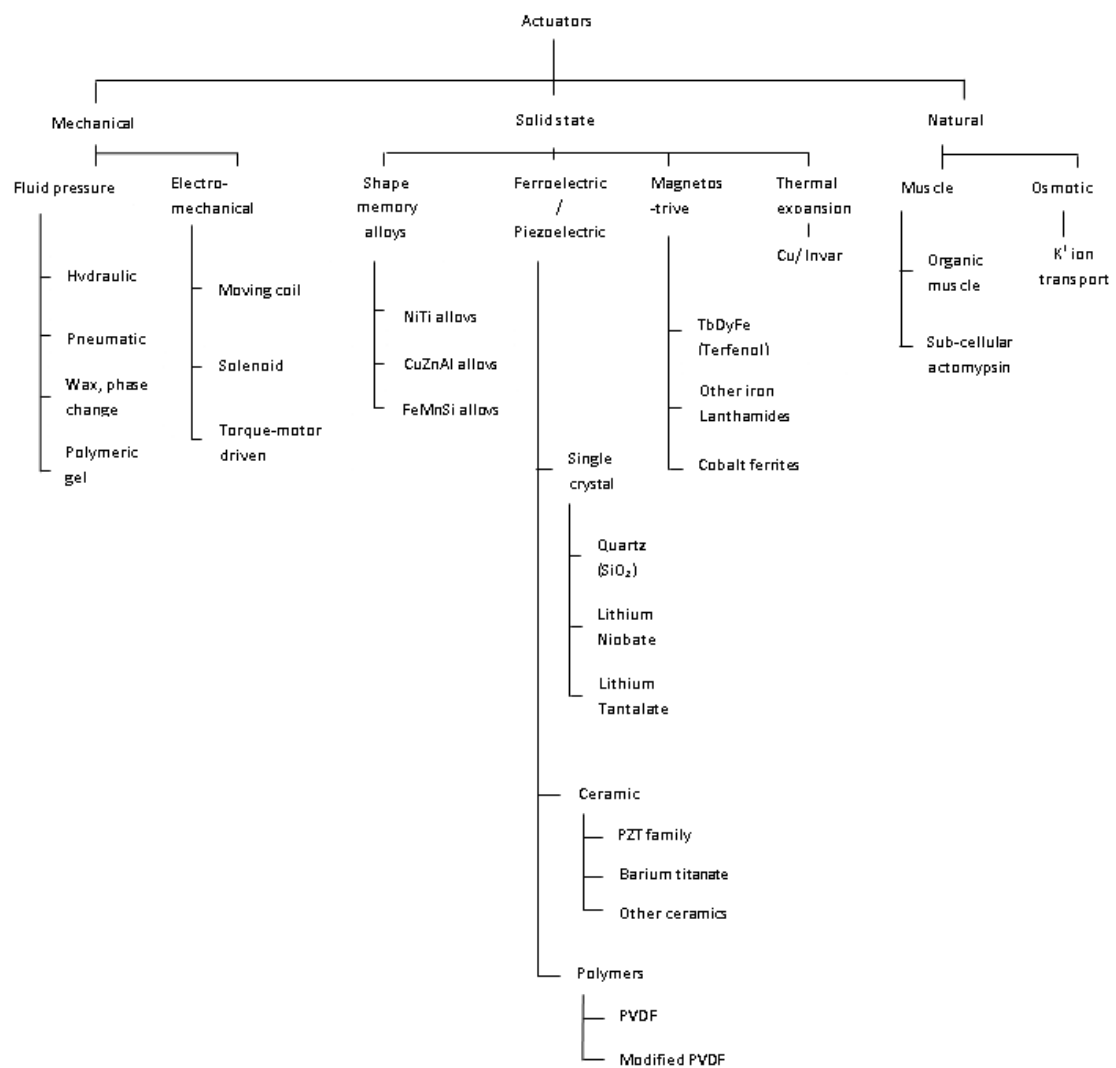 Actuators
Mechanical
Solid state
Natural
Fluid pressure
Electro-
mechanical
Shape
memory
alloys
Ferroelectric
/
Piezoelectric
Magnetos
-trive
Thermal
expansion
Muscle
Osmotic
Hydraulic
Pneumatic
Wax, phase
change
Polymeric
gel
Moving coil
Solenoid
Torque-motor
driven
NiTi alloys
CuZnAl alloys
FeMnSi alloys
Single
crystal
Quartz
(SiO₂)
Lithium
Niobate
Lithium
Tantalate
Ceramic
PZT family
Barium titanate
Other ceramics
Polymers
PVDF
Modified PVDF
TbDyFe
(Terfenol)
Other iron
Lanthamides
Cobalt ferrites
Cu/ Invar
Organic
muscle
Sub-cellular
actomypsin
K⁺ ion
transport